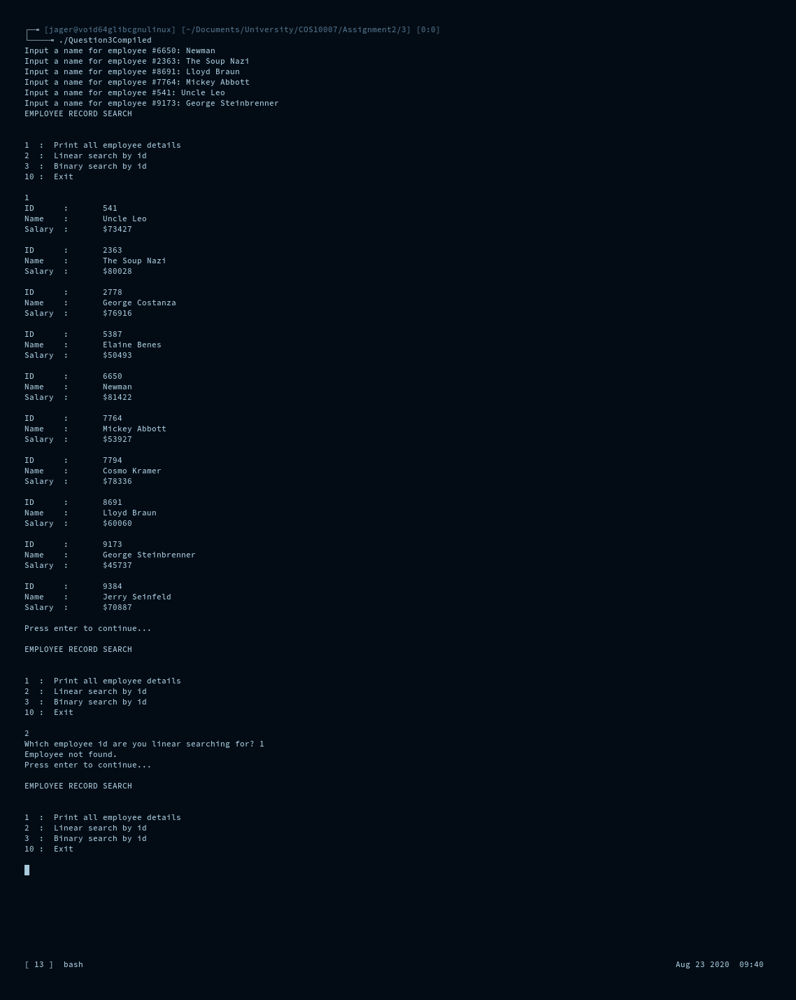 [jager@void64glibcgnulinux] [~/Documents/University/COS10007/Assignment2/3] [0:0]
./Question3Compiled
Input a name for employee #6650: Newman
Input a name for employee #2363: The Soup Nazi
Input a name for employee #8691: Lloyd Braun
Input a name for employee #7764: Mickey Abbott
Input a name for employee #541: Uncle Leo
Input a name for employee #9173: George Steinbrenner
EMPLOYEE RECORD SEARCH
1  :  Print all employee details
2  :  Linear search by id
3  :  Binary search by id
10 :  Exit
1
ID      :       541
Name    :       Uncle Leo
Salary  :       $73427
ID      :       2363
Name    :       The Soup Nazi
Salary  :       $80028
ID      :       2778
Name    :       George Costanza
Salary  :       $76916
ID      :       5387
Name    :       Elaine Benes
Salary  :       $50493
ID      :       6650
Name    :       Newman
Salary  :       $81422
ID      :       7764
Name    :       Mickey Abbott
Salary  :       $53927
ID      :       7794
Name    :       Cosmo Kramer
Salary  :       $78336
ID      :       8691
Name    :       Lloyd Braun
Salary  :       $60060
ID      :       9173
Name    :       George Steinbrenner
Salary  :       $45737
ID      :       9384
Name    :       Jerry Seinfeld
Salary  :       $70887
Press enter to continue...
EMPLOYEE RECORD SEARCH
1  :  Print all employee details
2  :  Linear search by id
3  :  Binary search by id
10 :  Exit
2
Which employee id are you linear searching for? 1
Employee not found.
Press enter to continue...
EMPLOYEE RECORD SEARCH
1  :  Print all employee details
2  :  Linear search by id
3  :  Binary search by id
10 :  Exit
[ 13 ]  bash                    Aug 23 2020  09:40